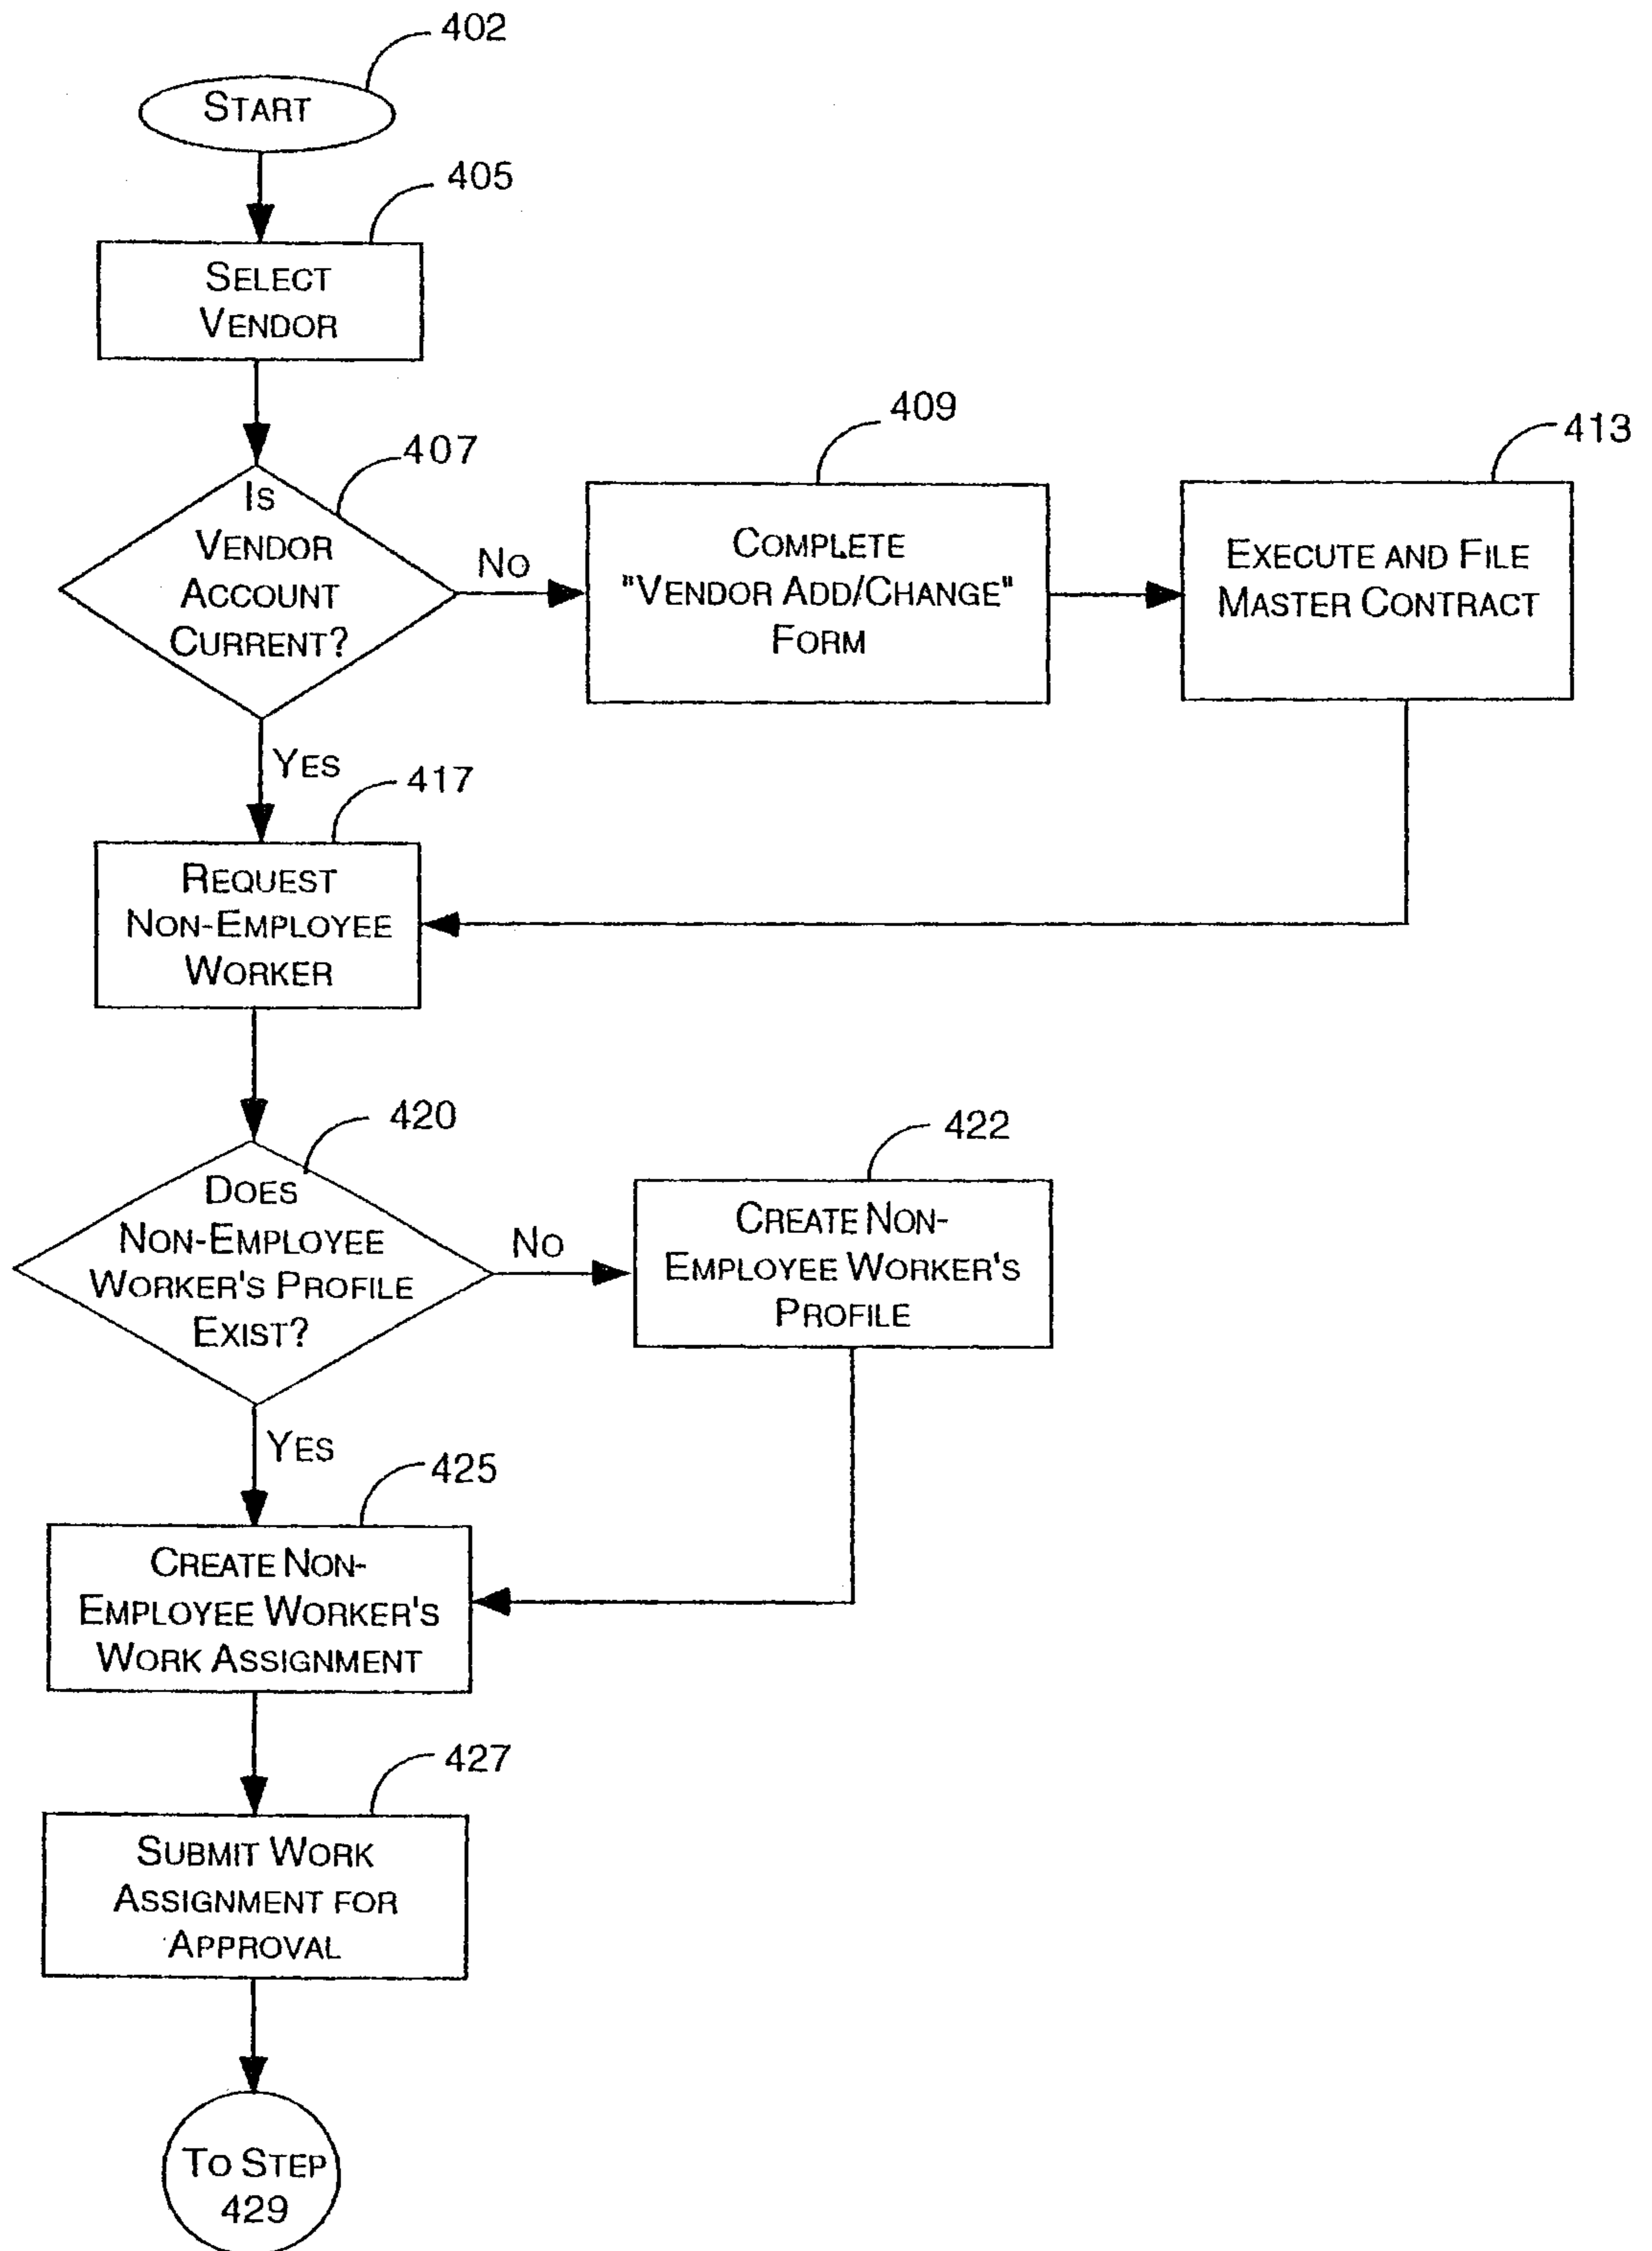 402
START
405
SELECT
VENDOR
407
IS
VENDOR
ACCOUNT
CURRENT?
NO
409
COMPLETE
"VENDOR ADD/CHANGE"
FORM
413
EXECUTE AND FILE
MASTER CONTRACT
YES
417
REQUEST
NON-EMPLOYEE
WORKER
420
DOES
NON-EMPLOYEE
WORKER'S PROFILE
EXIST?
NO
422
CREATE NON-
EMPLOYEE WORKER'S
PROFILE
YES
425
CREATE NON-
EMPLOYEE WORKER'S
WORK ASSIGNMENT
427
SUBMIT WORK
ASSIGNMENT FOR
APPROVAL
TO STEP
429